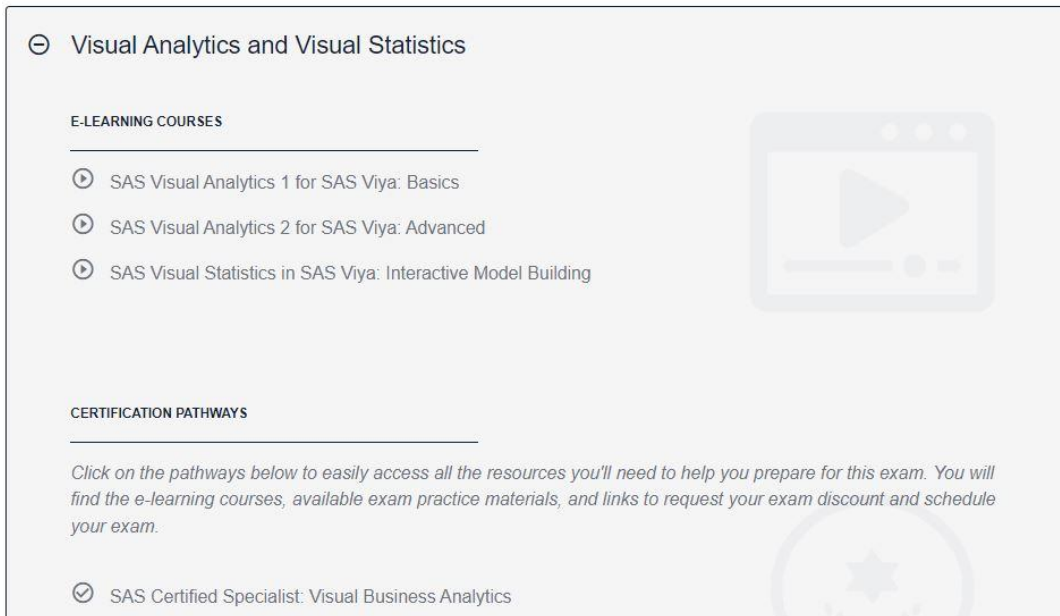 Visual Analytics and Visual Statistics
E-LEARNING COURSES
SAS Visual Analytics 1 for SAS Viya: Basics
SAS Visual Analytics 2 for SAS Viya: Advanced
SAS Visual Statistics in SAS Viya: Interactive Model Building
CERTIFICATION PATHWAYS
Click on the pathways below to easily access all the resources you'll need to help you prepare for this exam. You will
find the e-learning courses, available exam practice materials, and links to request your exam discount and schedule
your exam.
SAS Certified Specialist: Visual Business Analytics